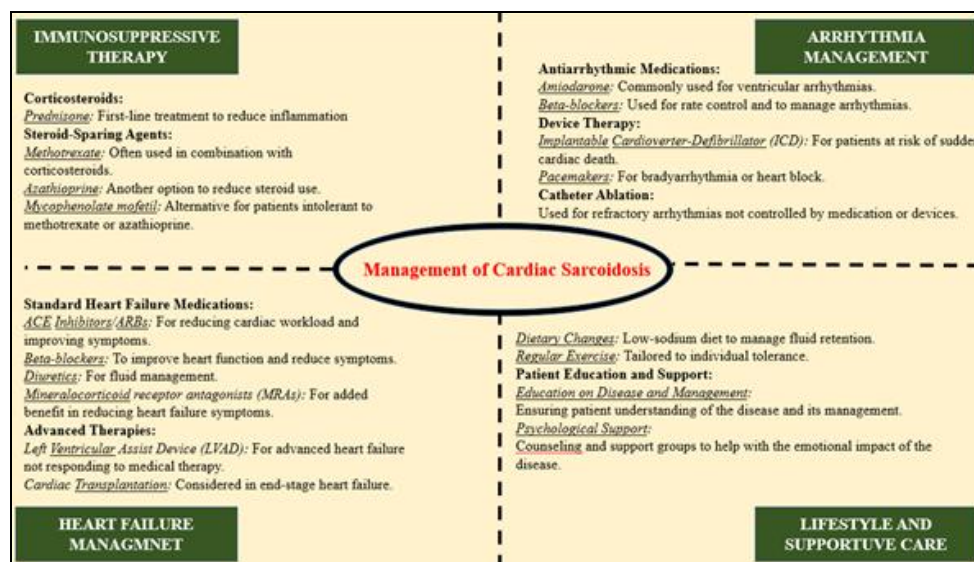 IMMUNOSUPPRESSIVE
THERAPY
Corticosteroids:
Prednisone: First-line treatment to reduce inflammation
Steroid-Sparing Agents:
Methotrexate: Often used in combination with
corticosteroids.
Azathioprine: Another option to reduce steroid use.
Mycophenolate mofetil: Alternative for patients intolerant to
methotrexate or azathioprine.
ARRHYTHMIA
MANAGEMENT
Antiarrhythmic Medications:
Amiodarone: Commonly used for ventricular arrhythmias.
Beta-blockers: Used for rate control and to manage arrhythmias.
Device Therapy:
Implantable Cardioverter-Defibrillator (ICD): For patients at risk of sudde
cardiac death.
Pacemakers: For bradyarrhythmia or heart block.
Catheter Ablation:
Used for refractory arrhythmias not controlled by medication or devices.
Management of Cardiac Sarcoidosis
Standard Heart Failure Medications:
ACE Inhibitors/ARBs: For reducing cardiac workload and
improving symptoms.
Beta-blockers: To improve heart function and reduce symptoms.
Diuretics: For fluid management.
Mineralocorticoid receptor antagonists (MRAs): For added
benefit in reducing heart failure symptoms.
Advanced Therapies:
Left Ventricular Assist Device (LVAD): For advanced heart failure
not responding to medical therapy.
Cardiac Transplantation: Considered in end-stage heart failure.
HEART FAILURE
MANAGMNET
Dietary Changes: Low-sodium diet to manage fluid retention.
Regular Exercise: Tailored to individual tolerance.
Patient Education and Support:
Education on Disease and Management:
Ensuring patient understanding of the disease and its management.
Psychological Support:
Counseling and support groups to help with the emotional impact of the
disease.
LIFESTYLE AND
SUPPORTUVE CARE